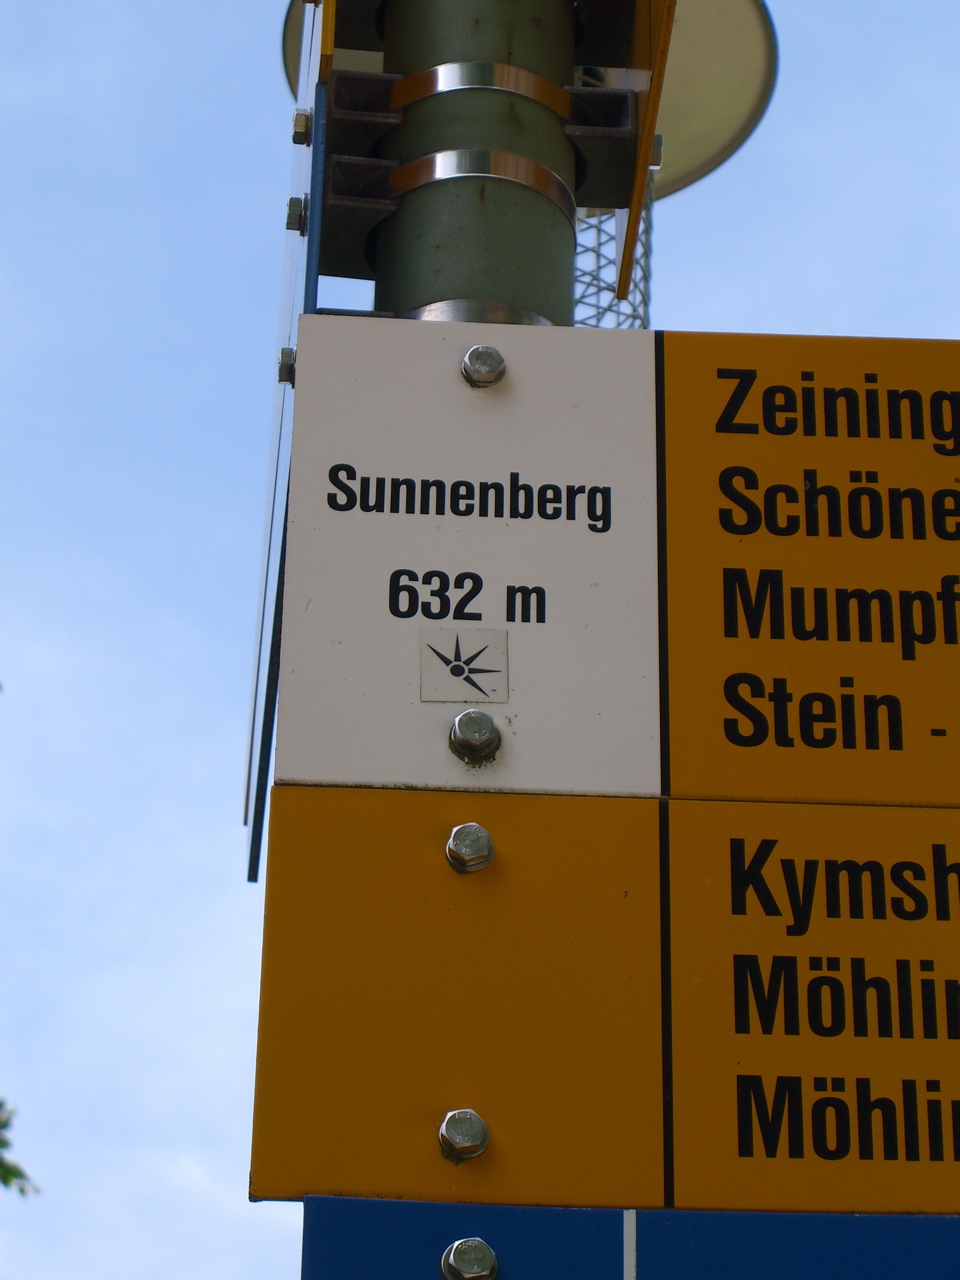 Sunnenberg
632 m
Zeining
Schöne
Mumpf
Stein -
Kymsh
Möhlin
Möhlin